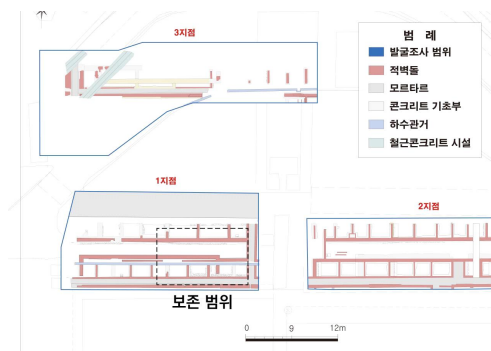 3지점
범 례
발굴조사 범위
적벽돌
모르타르
콘크리트 기초부
하수관거
철근콘크리트 시설
1지점
2지점
보존 범위
0 9 12m